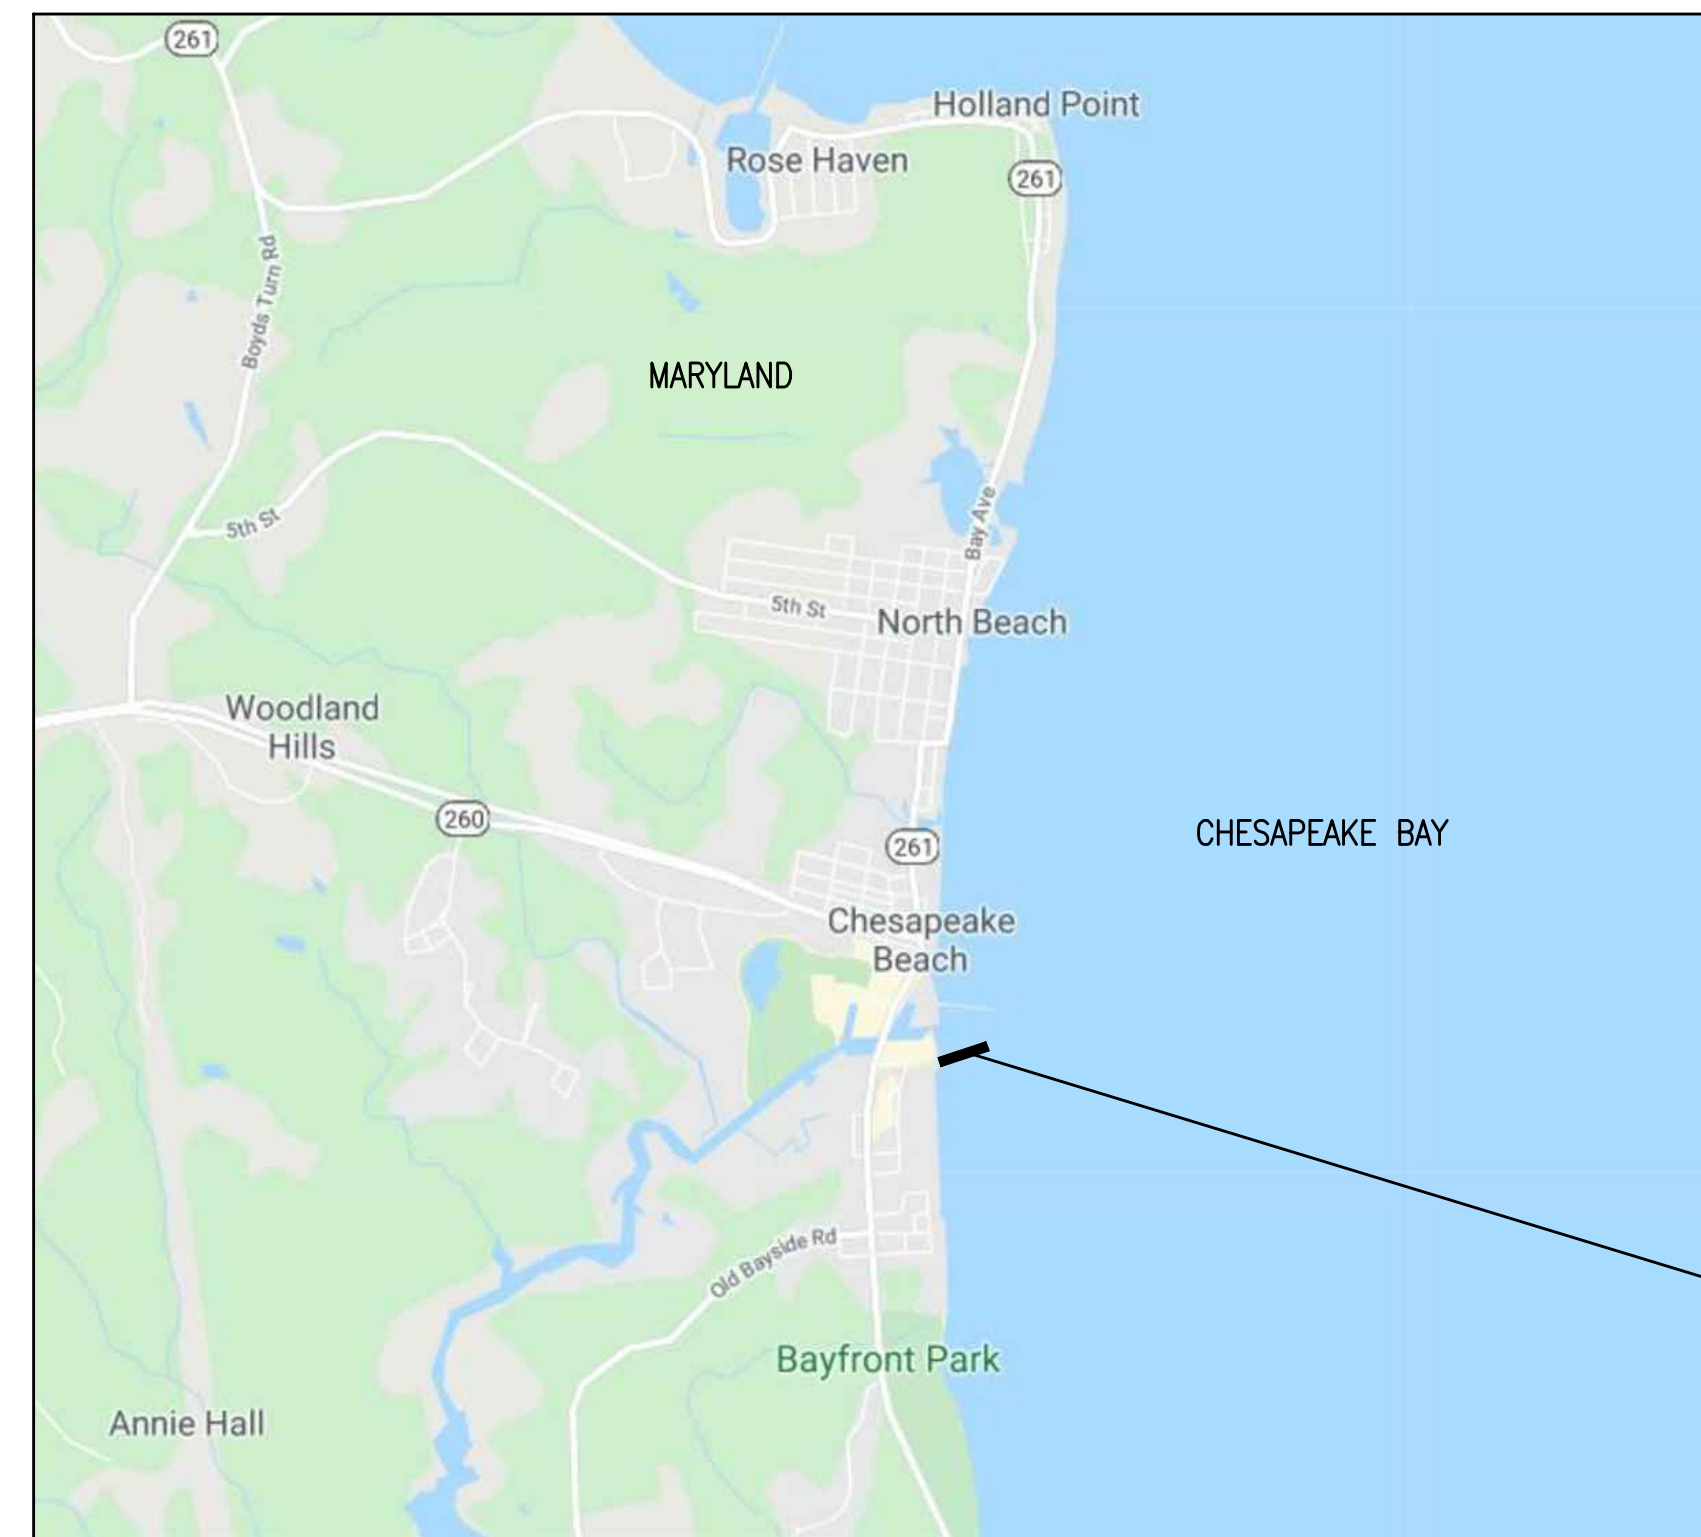 261
Holland Point
Rose Haven
261
Boyds Turn Rd
MARYLAND
5th St
Bay Ave
5th St
North Beach
Woodland
Hills
260
261
CHESAPEAKE BAY
Chesapeake
Beach
Old Bayside Rd
Bayfront Park
Annie Hall